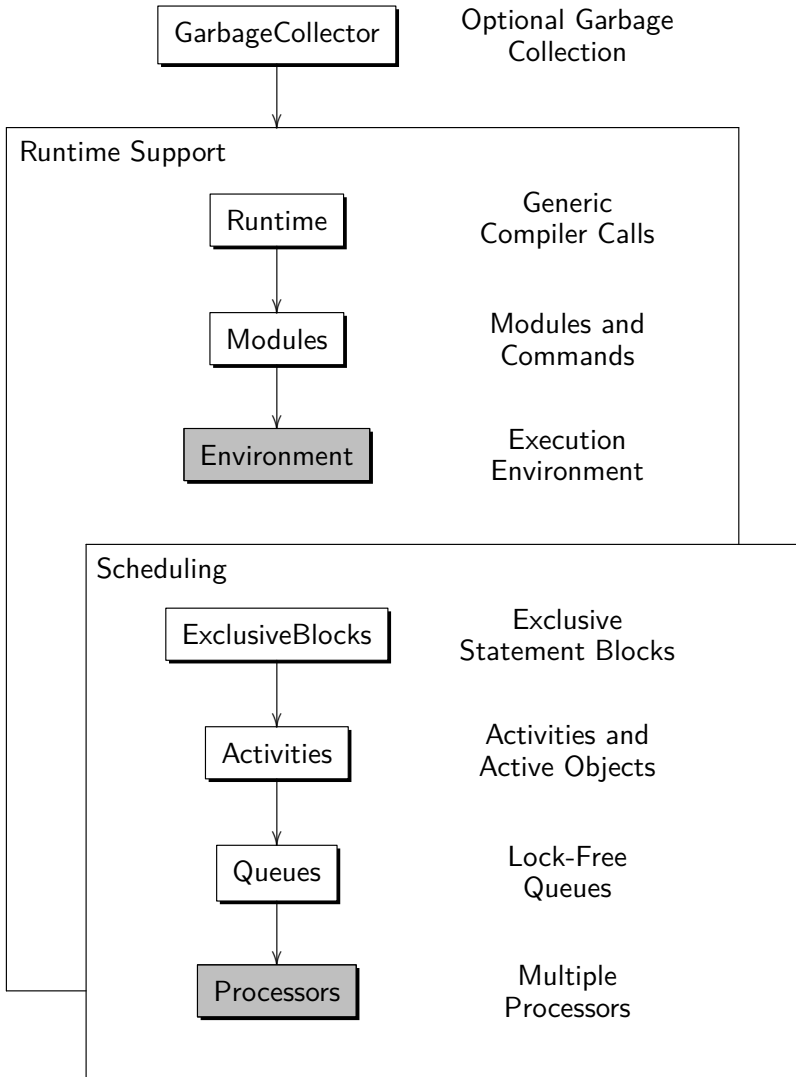 GarbageCollector
Optional Garbage
Collection
Runtime Support
Runtime
Generic
Compiler Calls
Modules
Modules and
Commands
Environment
Execution
Environment
Scheduling
ExclusiveBlocks
Exclusive
Statement Blocks
Activities
Activities and
Active Objects
Queues
Lock-Free
Queues
Processors
Multiple
Processors